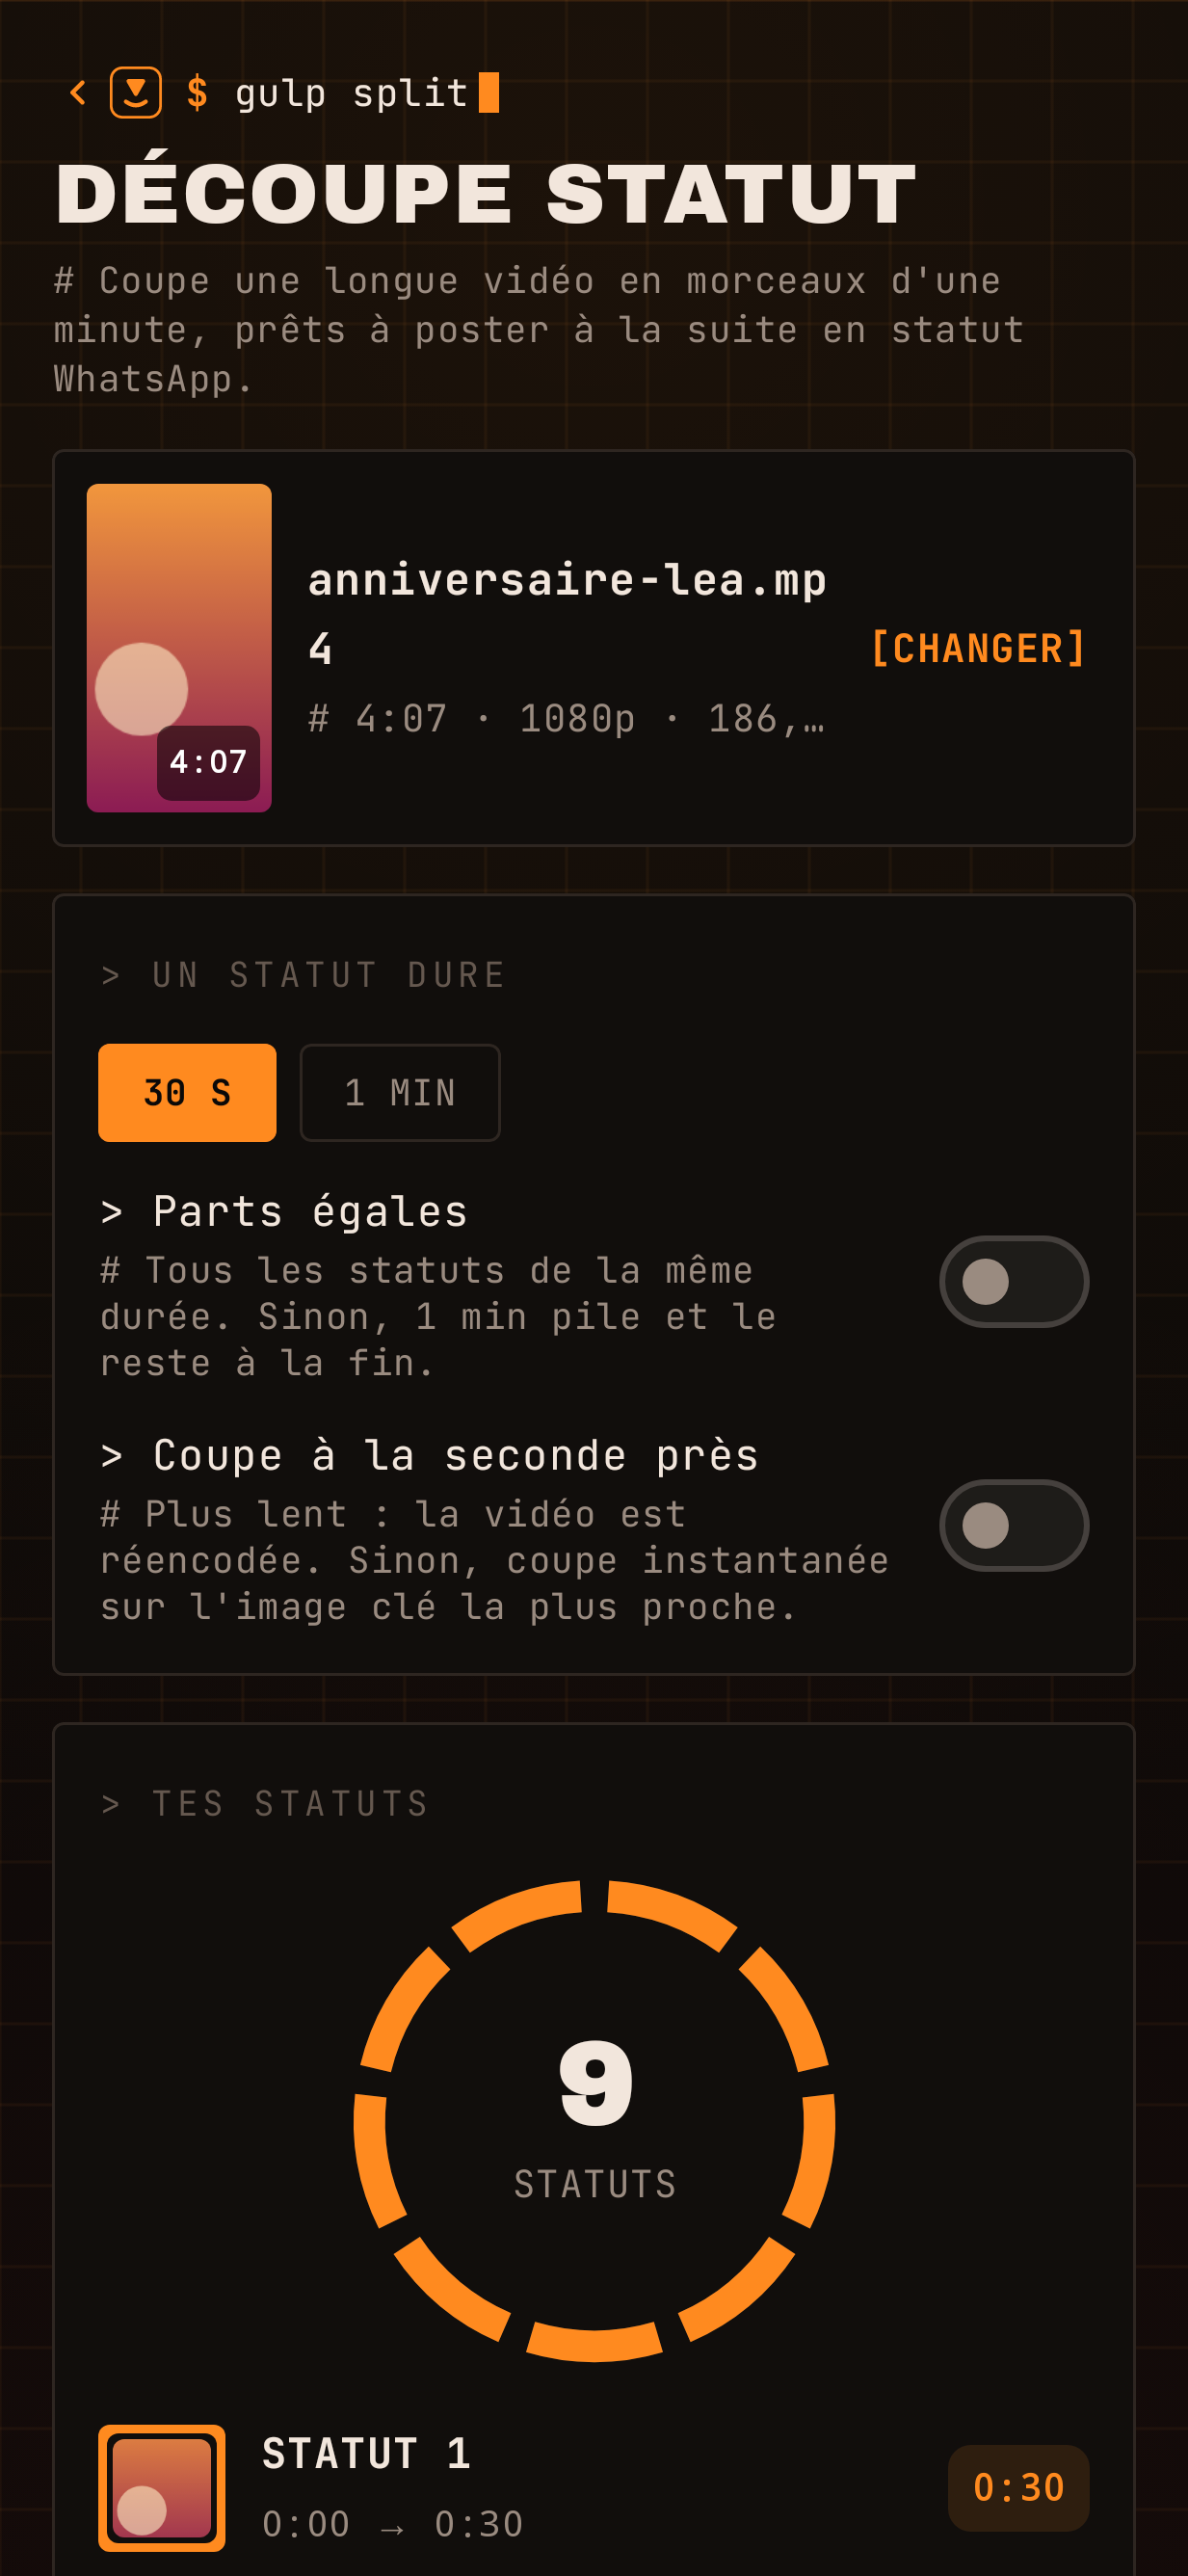 $ gulp split
DÉCOUPE STATUT
# Coupe une longue vidéo en morceaux d'une
minute, prêts à poster à la suite en statut
WhatsApp.
anniversaire-lea.mp
4
[CHANGER]
# 4:07 · 1080p · 186,…
4:07
> UN STATUT DURE
30 S
1 MIN
> Parts égales
# Tous les statuts de la même
durée. Sinon, 1 min pile et le
reste à la fin.
> Coupe à la seconde près
# Plus lent : la vidéo est
réencodée. Sinon, coupe instantanée
sur l'image clé la plus proche.
> TES STATUTS
9
STATUTS
STATUT 1
0:00 → 0:30
0:30